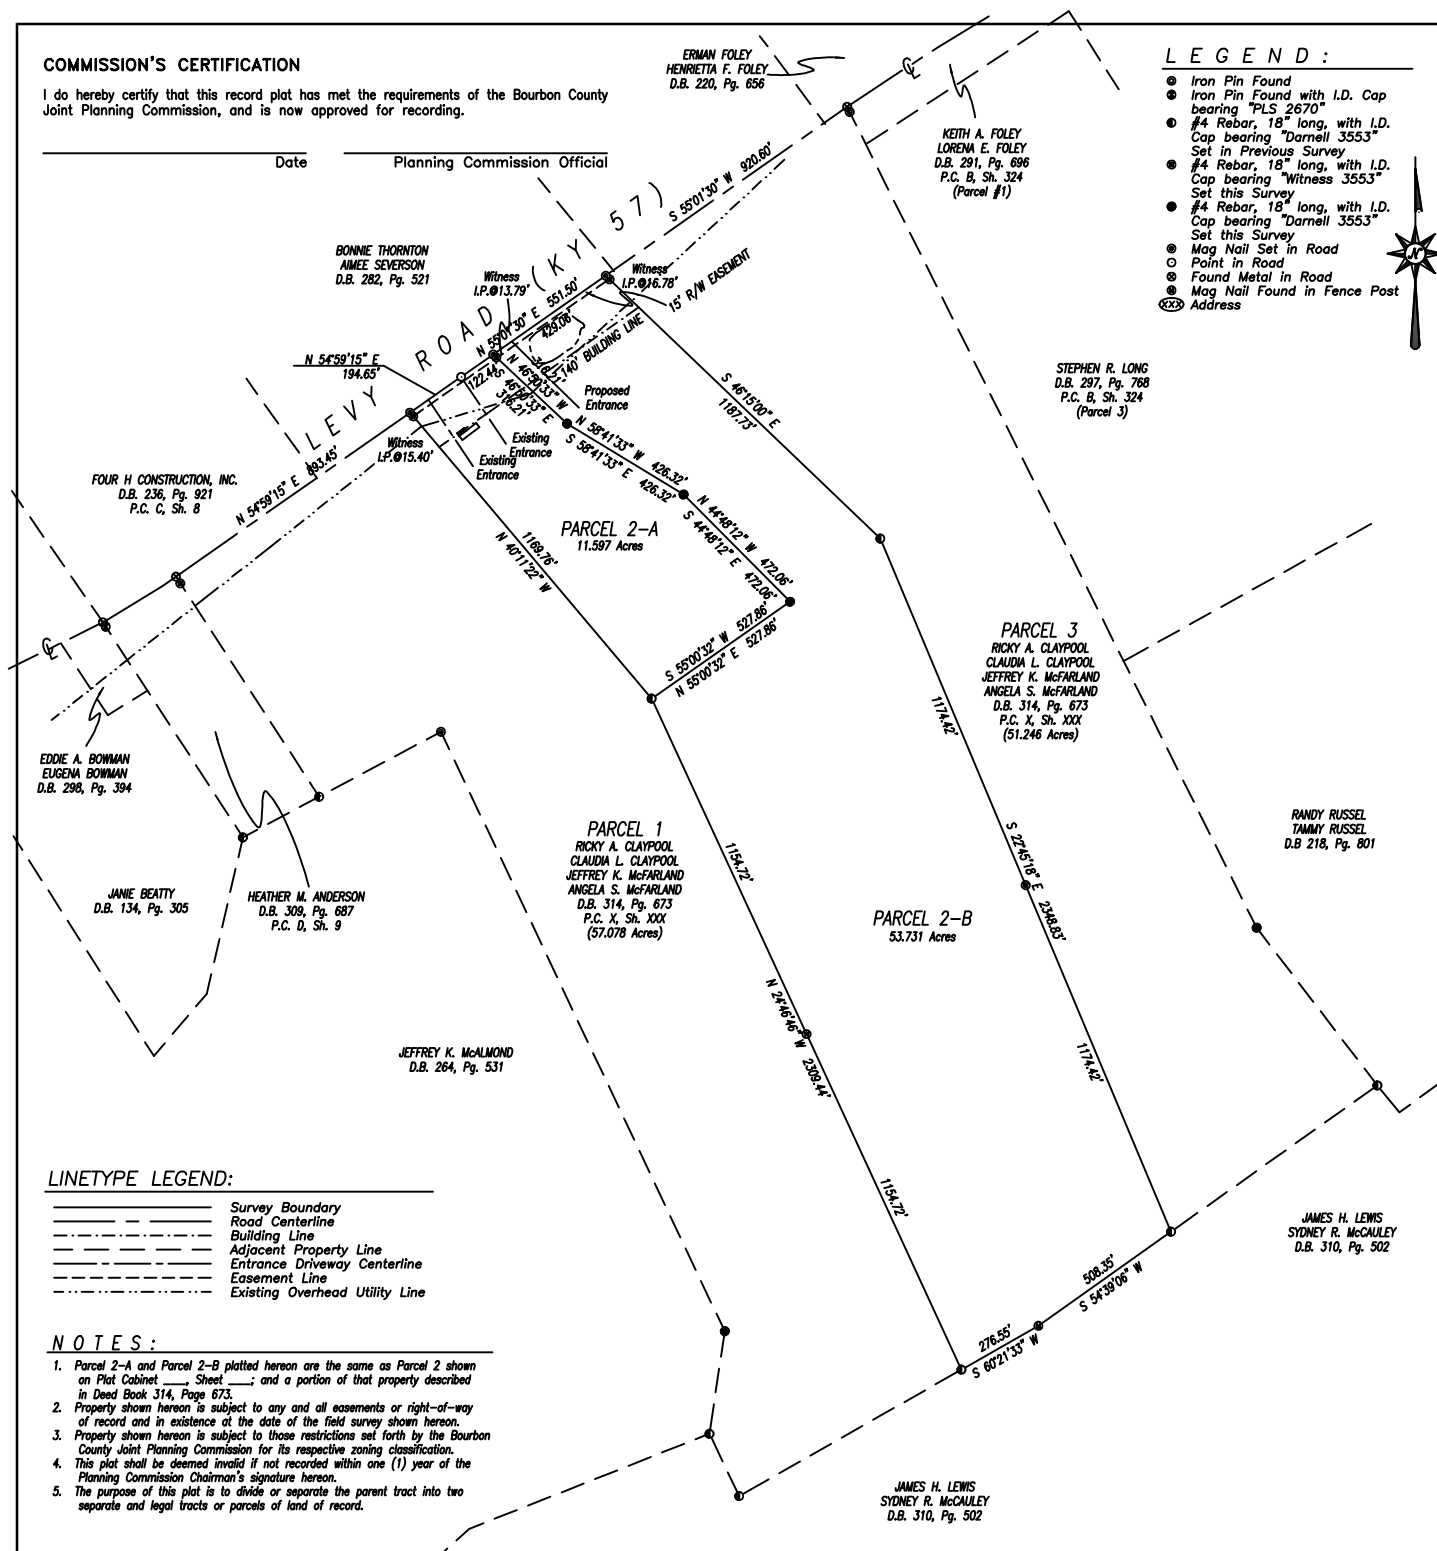 COMMISSION'S CERTIFICATION
I do hereby certify that this record plat has met the requirements of the Bourbon County
Joint Planning Commission, and is now approved for recording.
Date
Planning Commission Official
ERMAN FOLEY
HENRIETTA F. FOLEY
D.B. 220, Pg. 656
KEITH A. FOLEY
LORENA E. FOLEY
D.B. 291, Pg. 696
P.C. B, Sh. 324
(Parcel #1)
LEGEND:
Iron Pin Found
Iron Pin Found with I.D. Cap
bearing "PLS 2670"
#4 Rebar, 18" long, with I.D.
Cap bearing "Darnell 3553"
Set in Previous Survey
#4 Rebar, 18" long, with I.D.
Cap bearing "Witness 3553"
Set this Survey
#4 Rebar, 18" long, with I.D.
Cap bearing "Darnell 3553"
Set this Survey
Mag Nail Set in Road
Point in Road
Found Metal in Road
Mag Nail Found in Fence Post
XXX Address
N
LEVY ROAD (KY 57)
S 55°01'30" W 920.60'
BONNIE THORNTON
AIMEE SEVERSON
D.B. 282, Pg. 521
Witness
I.P.@13.79'
Witness
I.P.@16.78'
15' R/W EASEMENT
N 55°01'30" E 551.50'
429.06'
122.44'
140' BUILDING LINE
N 54°59'15" E
194.65'
N 46°50'33" W
316.21'
S 46°50'33" E
316.21'
Proposed
Entrance
Existing
Entrance
Existing
Entrance
Witness
I.P.@15.40'
N 54°59'15" E 893.45'
FOUR H CONSTRUCTION, INC.
D.B. 236, Pg. 921
P.C. C, Sh. 8
S 46°15'00" E
1187.73'
STEPHEN R. LONG
D.B. 297, Pg. 768
P.C. B, Sh. 324
(Parcel 3)
N 58°41'33" W 426.32'
S 58°41'33" E 426.32'
N 44°48'12" W 472.06'
S 44°48'12" E 472.06'
PARCEL 2-A
11.597 Acres
1169.76'
N 40°11'22" W
S 55°00'32" W 527.86'
N 55°00'32" E 527.86'
PARCEL 3
RICKY A. CLAYPOOL
CLAUDIA L. CLAYPOOL
JEFFREY K. McFARLAND
ANGELA S. McFARLAND
D.B. 314, Pg. 673
P.C. X, Sh. XXX
(51.246 Acres)
1174.42'
S 22°45'18" E 2348.83'
1174.42'
EDDIE A. BOWMAN
EUGENA BOWMAN
D.B. 298, Pg. 394
JANIE BEATTY
D.B. 134, Pg. 305
HEATHER M. ANDERSON
D.B. 309, Pg. 687
P.C. D, Sh. 9
PARCEL 1
RICKY A. CLAYPOOL
CLAUDIA L. CLAYPOOL
JEFFREY K. McFARLAND
ANGELA S. McFARLAND
D.B. 314, Pg. 673
P.C. X, Sh. XXX
(57.078 Acres)
1154.72'
N 24°46'46" W 2309.44'
1154.72'
PARCEL 2-B
53.731 Acres
RANDY RUSSEL
TAMMY RUSSEL
D.B 218, Pg. 801
JEFFREY K. McALMOND
D.B. 264, Pg. 531
LINETYPE LEGEND:
Survey Boundary
Road Centerline
Building Line
Adjacent Property Line
Entrance Driveway Centerline
Easement Line
Existing Overhead Utility Line
JAMES H. LEWIS
SYDNEY R. McCAULEY
D.B. 310, Pg. 502
508.35'
S 54°39'06" W
276.55'
S 60°21'33" W
NOTES:
1. Parcel 2-A and Parcel 2-B platted hereon are the same as Parcel 2 shown
on Plat Cabinet ____, Sheet ____; and a portion of that property described
in Deed Book 314, Page 673.
2. Property shown hereon is subject to any and all easements or right-of-way
of record and in existence at the date of the field survey shown hereon.
3. Property shown hereon is subject to those restrictions set forth by the Bourbon
County Joint Planning Commission for its respective zoning classification.
4. This plat shall be deemed invalid if not recorded within one (1) year of the
Planning Commission Chairman's signature hereon.
5. The purpose of this plat is to divide or separate the parent tract into two
separate and legal tracts or parcels of land of record.
JAMES H. LEWIS
SYDNEY R. McCAULEY
D.B. 310, Pg. 502